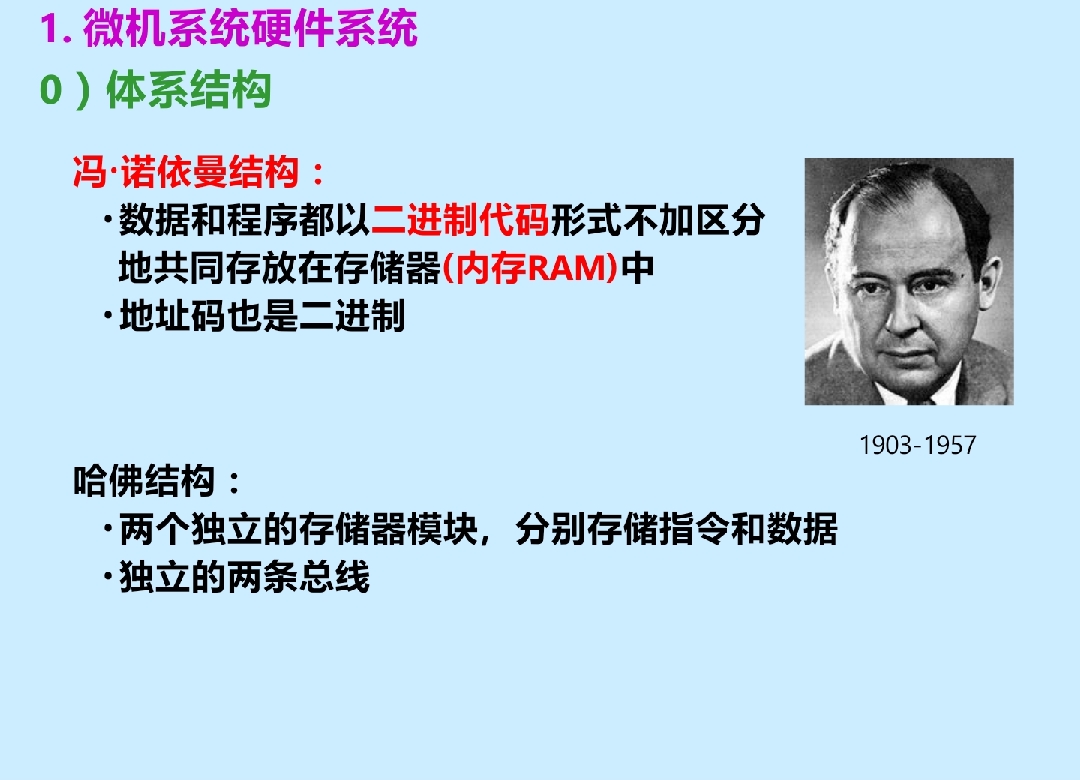 1. 微机系统硬件系统
0）体系结构
冯·诺依曼结构：
·数据和程序都以二进制代码形式不加区分
地共同存放在存储器(内存RAM)中
·地址码也是二进制
1903-1957
哈佛结构：
·两个独立的存储器模块，分别存储指令和数据
·独立的两条总线